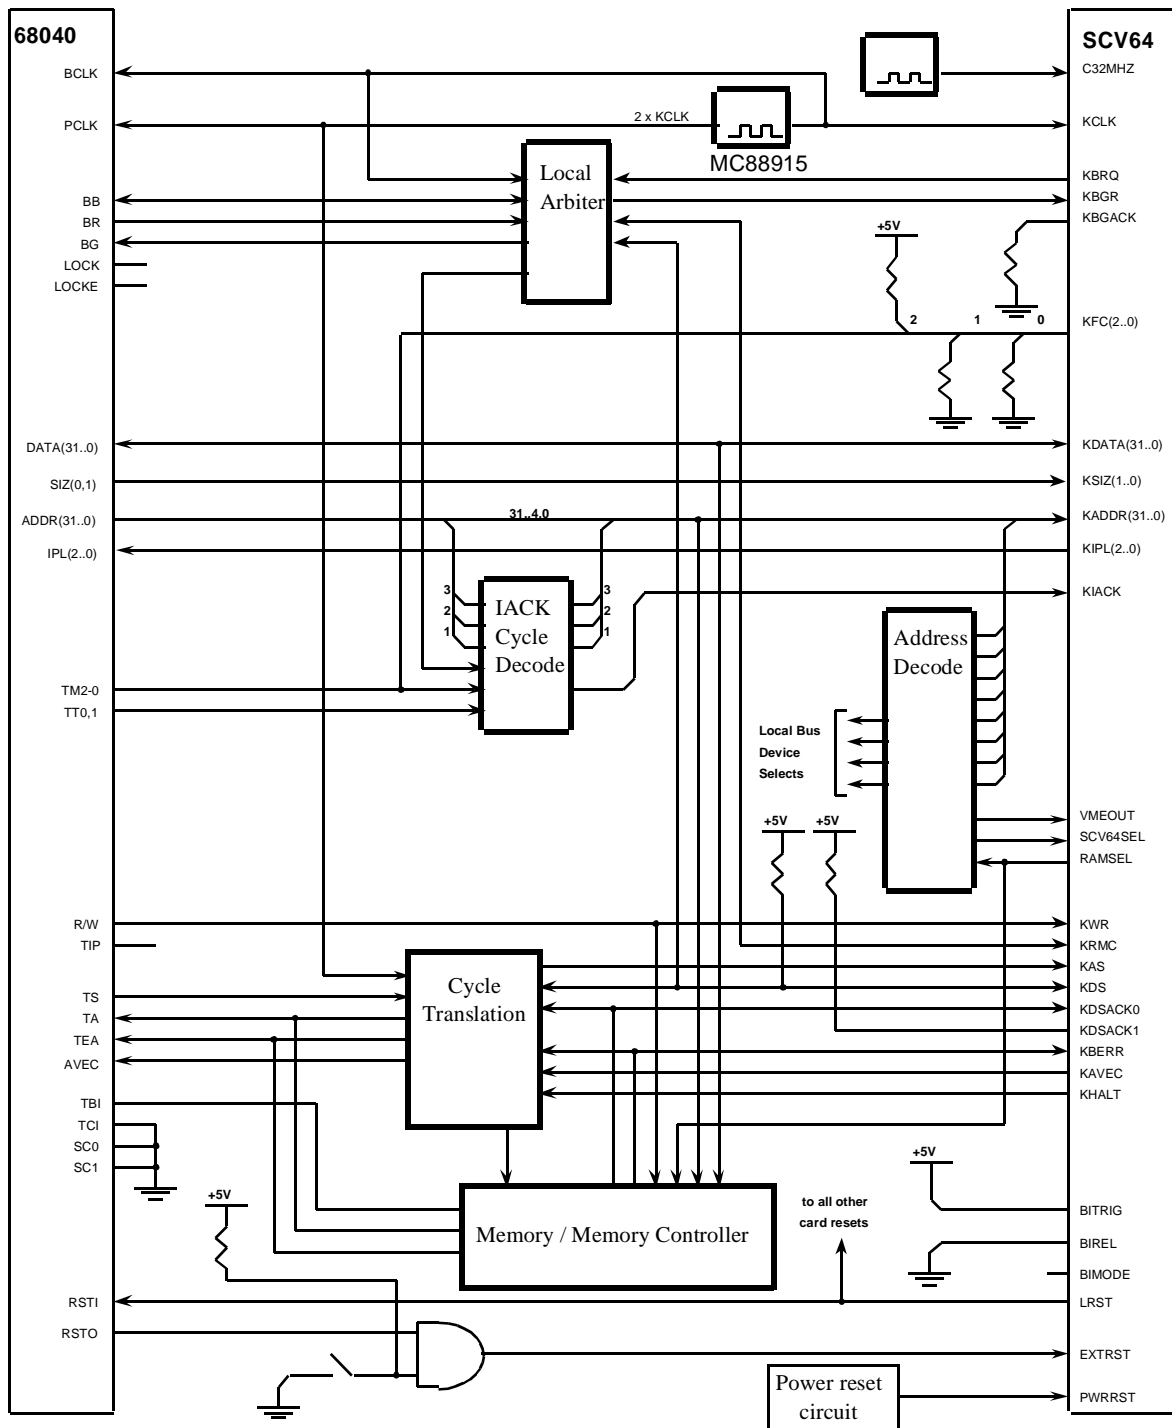 68040
SCV64
BCLK
C32MHZ
PCLK
2 x KCLK
KCLK
MC88915
Local
Arbiter
KBRQ
BB
KBGR
BR
KBGACK
+5V
BG
LOCK
LOCKE
2
1
0
KFC(2..0)
DATA(31..0)
KDATA(31..0)
SIZ(0,1)
KSIZ(1..0)
ADDR(31..0)
31..4.0
KADDR(31..0)
IPL(2..0)
KIPL(2..0)
3
2
1
IACK
Cycle
Decode
3
2
1
KIACK
Address
Decode
TM2-0
TT0,1
Local Bus
Device
Selects
+5V
+5V
VMEOUT
SCV64SEL
RAMSEL
R/W
KWR
TIP
KRMC
KAS
Cycle
Translation
TS
KDS
TA
KDSACK0
TEA
KDSACK1
AVEC
KBERR
KAVEC
TBI
KHALT
TCI
SC0
SC1
+5V
+5V
to all other
card resets
BITRIG
Memory / Memory Controller
BIREL
BIMODE
RSTI
LRST
RSTO
EXTRST
Power reset
circuit
PWRRST